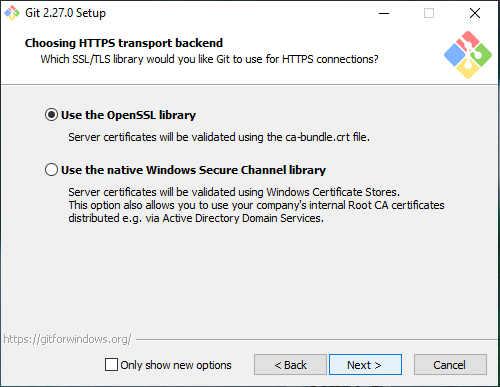 Git 2.27.0 Setup
Choosing HTTPS transport backend
Which SSL/TLS library would you like Git to use for HTTPS connections?
Use the OpenSSL library
Server certificates will be validated using the ca-bundle.crt file.
Use the native Windows Secure Channel library
Server certificates will be validated using Windows Certificate Stores.
This option also allows you to use your company's internal Root CA certificates
distributed e.g. via Active Directory Domain Services.
https://gitforwindows.org/
Only show new options
< Back
Next >
Cancel